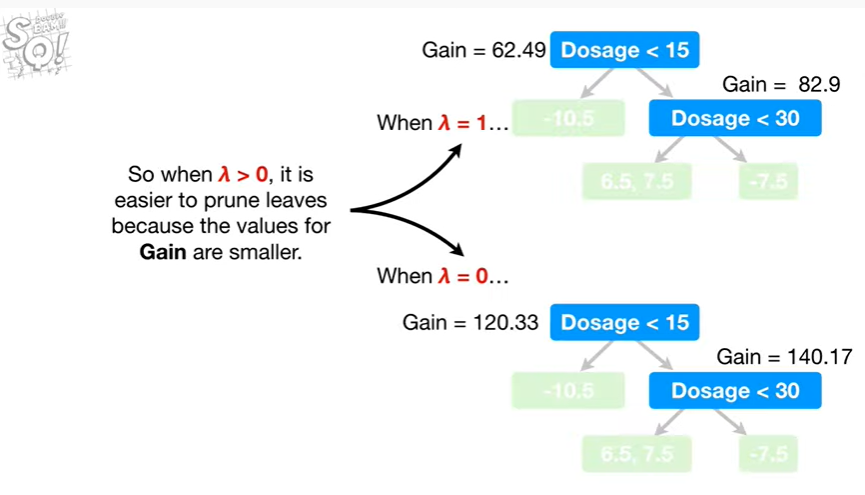 STATQUEST
Gain = 62.49 Dosage < 15
Gain = 82.9
When λ = 1... -10.5 Dosage < 30
6.5, 7.5 -7.5
So when λ > 0, it is
easier to prune leaves
because the values for
Gain are smaller.
When λ = 0...
Gain = 120.33 Dosage < 15
Gain = 140.17
-10.5 Dosage < 30
6.5, 7.5 -7.5